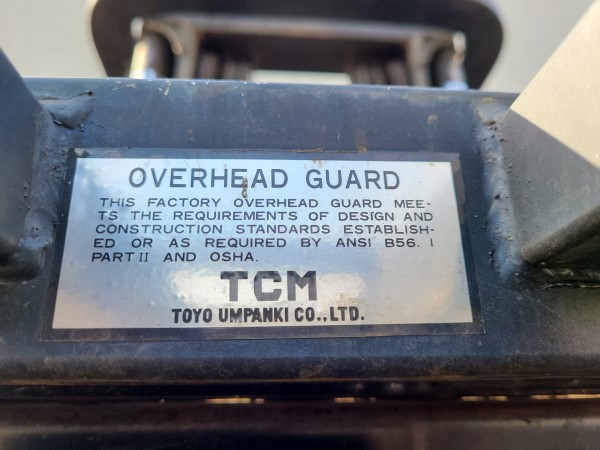 OVERHEAD GUARD
THIS FACTORY OVERHEAD GUARD MEE-
TS THE REQUIREMENTS OF DESIGN AND
CONSTRUCTION STANDARDS ESTABLISH-
ED OR AS REQUIRED BY ANSI B56. 1
PART II AND OSHA.
TCM
TOYO UMPANKI CO.,LTD.